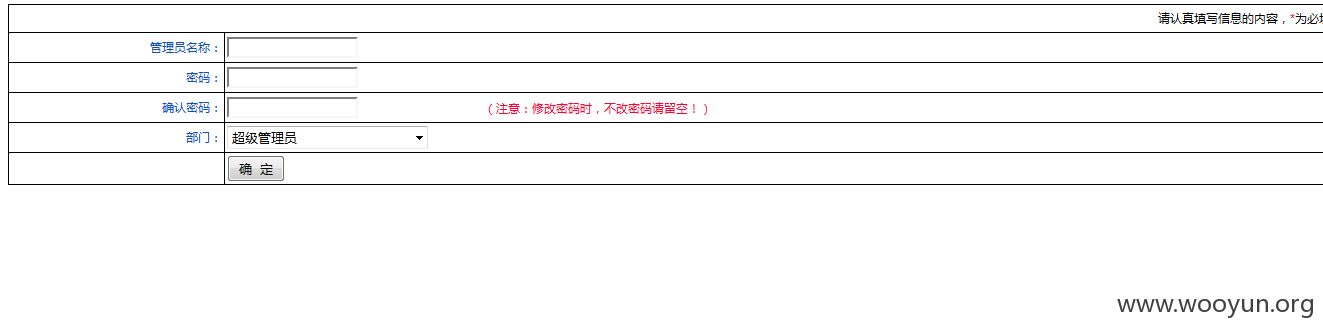 请认真填写信息的内容，*为必
管理员名称：
密码：
确认密码：
（注意：修改密码时，不改密码请留空！）
部门：
超级管理员
确 定
www.wooyun.org